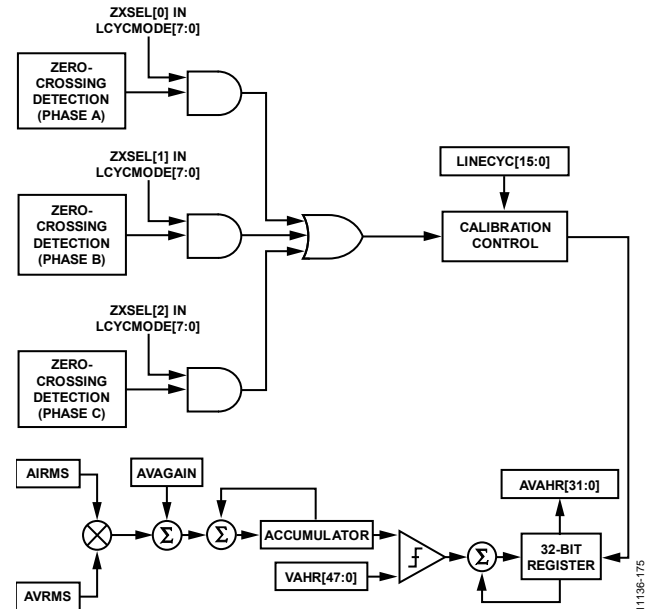 ZXSEL[0] IN
LCYCMODE[7:0]
ZERO-
CROSSING
DETECTION
(PHASE A)
ZXSEL[1] IN
LCYCMODE[7:0]
ZERO-
CROSSING
DETECTION
(PHASE B)
LINECYC[15:0]
CALIBRATION
CONTROL
ZXSEL[2] IN
LCYCMODE[7:0]
ZERO-
CROSSING
DETECTION
(PHASE C)
AIRMS
AVAGAIN
AVAHR[31:0]
Σ
Σ
ACCUMULATOR
Σ
32-BIT
REGISTER
VAHR[47:0]
AVRMS
11136-175